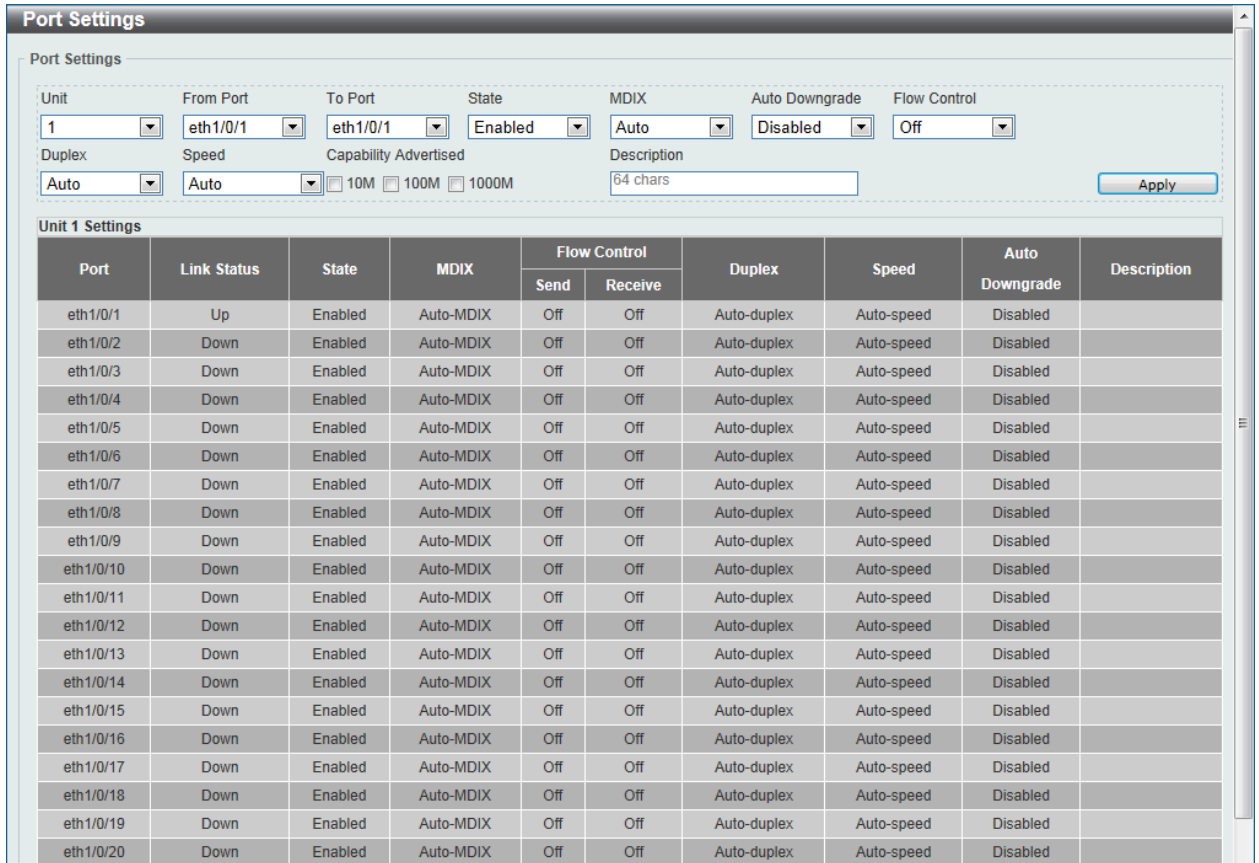 Port Settings
Port Settings
Unit From Port To Port State MDIX Auto Downgrade Flow Control
1 eth1/0/1 eth1/0/1 Enabled Auto Disabled Off
Duplex Speed Capability Advertised Description
Auto Auto 10M 100M 1000M 64 chars Apply
Unit 1 Settings
Port Link Status State MDIX Flow Control Duplex Speed Auto Downgrade Description
Send Receive
eth1/0/1 Up Enabled Auto-MDIX Off Off Auto-duplex Auto-speed Disabled
eth1/0/2 Down Enabled Auto-MDIX Off Off Auto-duplex Auto-speed Disabled
eth1/0/3 Down Enabled Auto-MDIX Off Off Auto-duplex Auto-speed Disabled
eth1/0/4 Down Enabled Auto-MDIX Off Off Auto-duplex Auto-speed Disabled
eth1/0/5 Down Enabled Auto-MDIX Off Off Auto-duplex Auto-speed Disabled
eth1/0/6 Down Enabled Auto-MDIX Off Off Auto-duplex Auto-speed Disabled
eth1/0/7 Down Enabled Auto-MDIX Off Off Auto-duplex Auto-speed Disabled
eth1/0/8 Down Enabled Auto-MDIX Off Off Auto-duplex Auto-speed Disabled
eth1/0/9 Down Enabled Auto-MDIX Off Off Auto-duplex Auto-speed Disabled
eth1/0/10 Down Enabled Auto-MDIX Off Off Auto-duplex Auto-speed Disabled
eth1/0/11 Down Enabled Auto-MDIX Off Off Auto-duplex Auto-speed Disabled
eth1/0/12 Down Enabled Auto-MDIX Off Off Auto-duplex Auto-speed Disabled
eth1/0/13 Down Enabled Auto-MDIX Off Off Auto-duplex Auto-speed Disabled
eth1/0/14 Down Enabled Auto-MDIX Off Off Auto-duplex Auto-speed Disabled
eth1/0/15 Down Enabled Auto-MDIX Off Off Auto-duplex Auto-speed Disabled
eth1/0/16 Down Enabled Auto-MDIX Off Off Auto-duplex Auto-speed Disabled
eth1/0/17 Down Enabled Auto-MDIX Off Off Auto-duplex Auto-speed Disabled
eth1/0/18 Down Enabled Auto-MDIX Off Off Auto-duplex Auto-speed Disabled
eth1/0/19 Down Enabled Auto-MDIX Off Off Auto-duplex Auto-speed Disabled
eth1/0/20 Down Enabled Auto-MDIX Off Off Auto-duplex Auto-speed Disabled